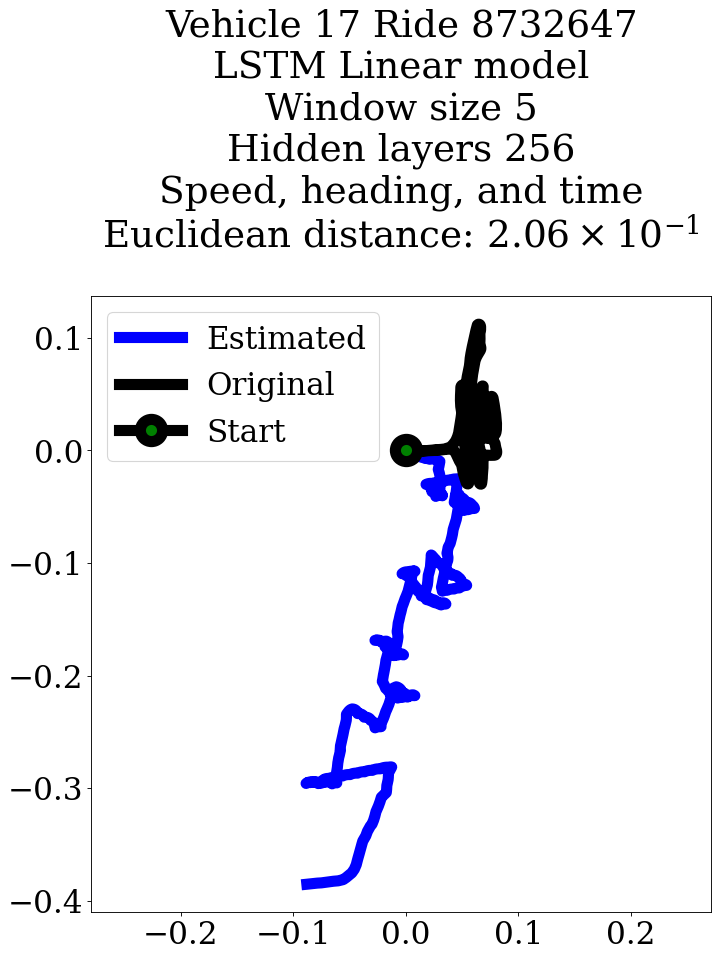 Vehicle 17 Ride 8732647
LSTM Linear model
Window size 5
Hidden layers 256
Speed, heading, and time
Euclidean distance: 2.06 × 10⁻¹
Estimated
Original
Start
0.1
0.0
−0.1
−0.2
−0.3
−0.4
−0.2 −0.1 0.0 0.1 0.2